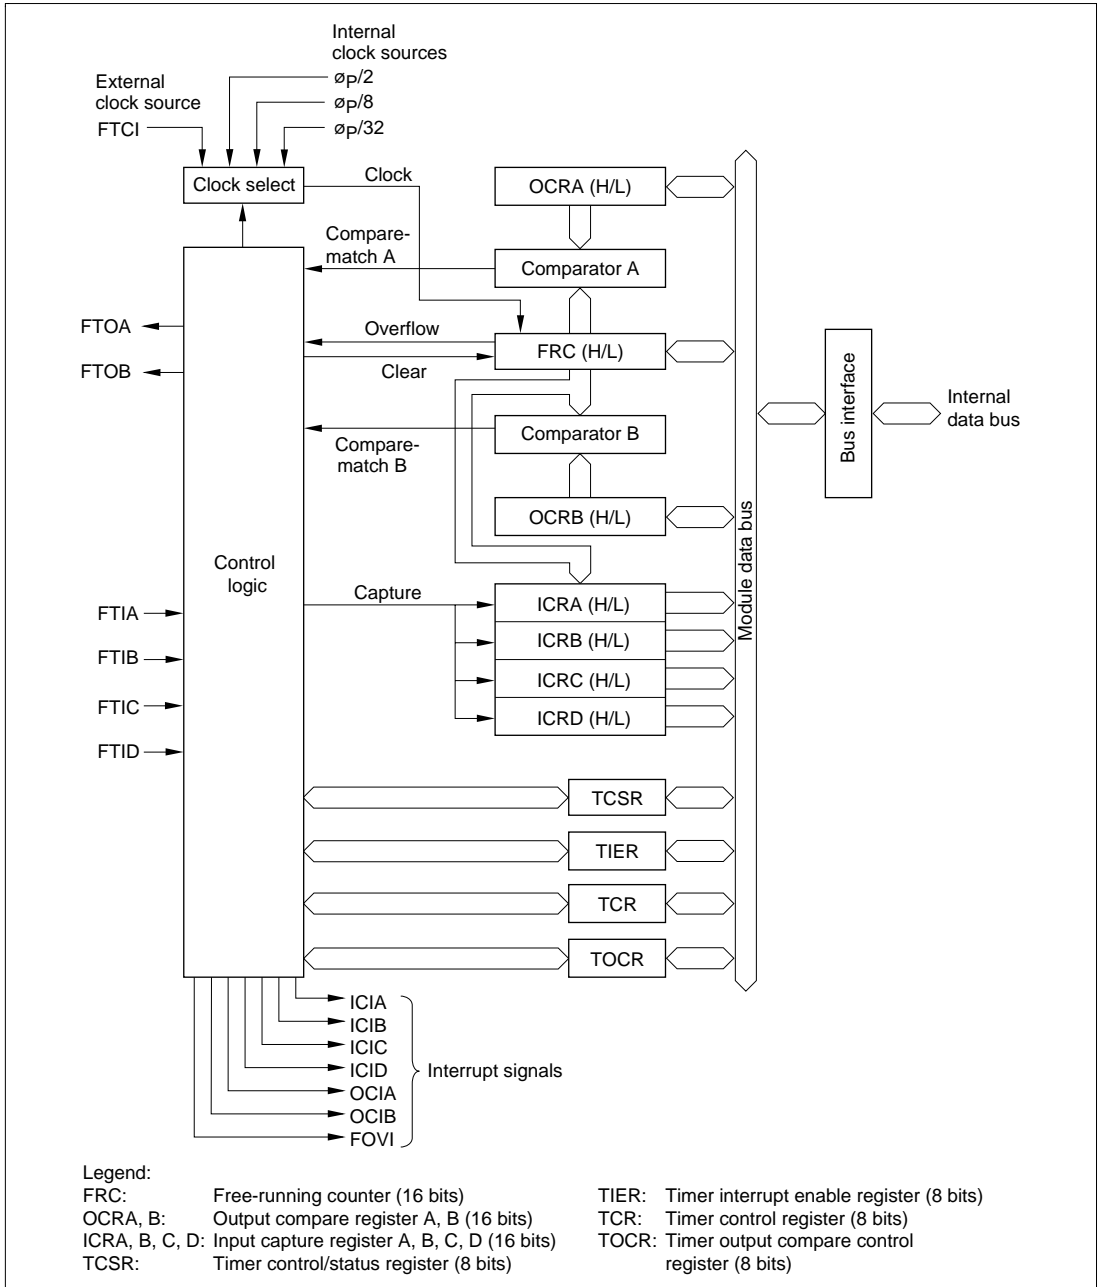 Internal
clock sources
External
clock source
øP/2
øP/8
FTCI
øP/32
Clock select
Clock
OCRA (H/L)
Compare-
match A
Comparator A
FTOA
Overflow
FRC (H/L)
FTOB
Clear
Bus interface
Internal
data bus
Compare-
match B
Comparator B
OCRB (H/L)
Module data bus
Control
logic
Capture
FTIA
ICRA (H/L)
FTIB
ICRB (H/L)
FTIC
ICRC (H/L)
FTID
ICRD (H/L)
TCSR
TIER
TCR
TOCR
ICIA
ICIB
ICIC
ICID
Interrupt signals
OCIA
OCIB
FOVI
Legend:
FRC: Free-running counter (16 bits)
OCRA, B: Output compare register A, B (16 bits)
ICRA, B, C, D: Input capture register A, B, C, D (16 bits)
TCSR: Timer control/status register (8 bits)
TIER: Timer interrupt enable register (8 bits)
TCR: Timer control register (8 bits)
TOCR: Timer output compare control
register (8 bits)